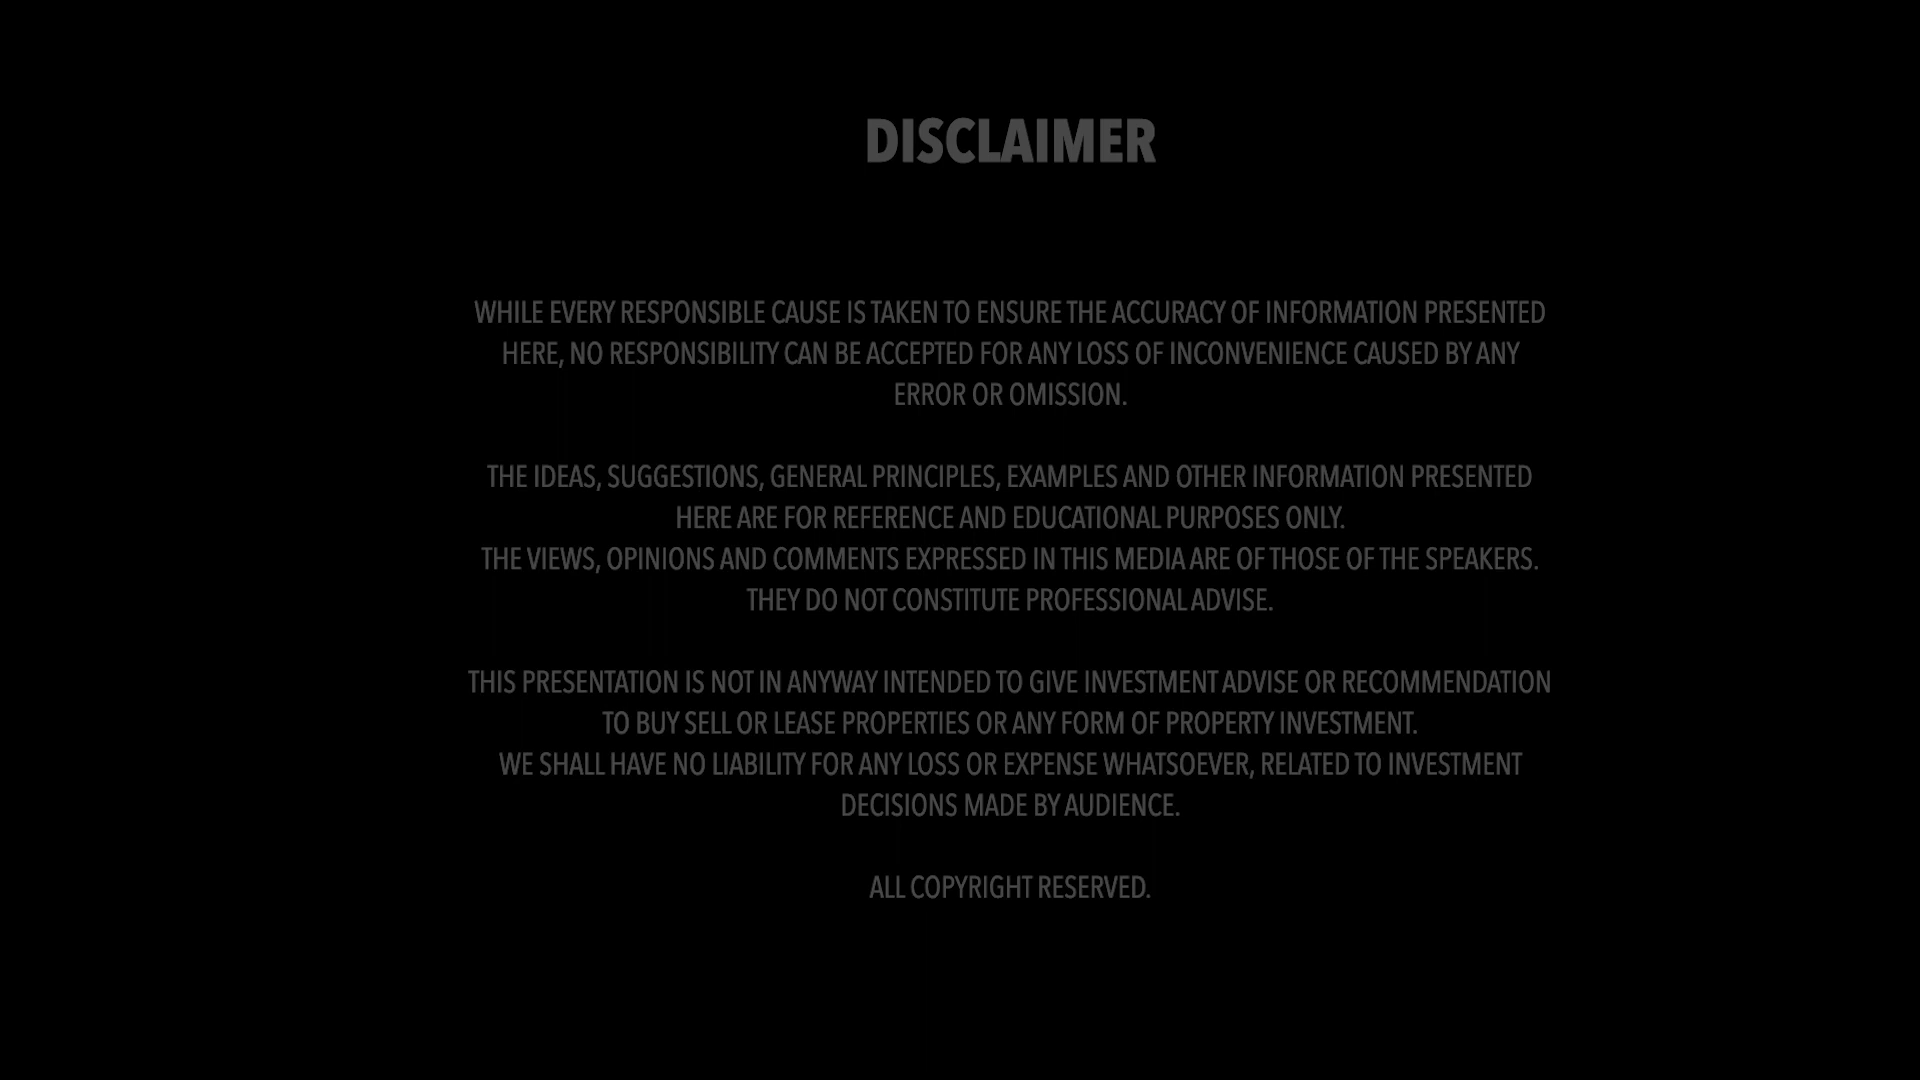 DISCLAIMER
WHILE EVERY RESPONSIBLE CAUSE IS TAKEN TO ENSURE THE ACCURACY OF INFORMATION PRESENTED
HERE, NO RESPONSIBILITY CAN BE ACCEPTED FOR ANY LOSS OF INCONVENIENCE CAUSED BY ANY
ERROR OR OMISSION.
THE IDEAS, SUGGESTIONS, GENERAL PRINCIPLES, EXAMPLES AND OTHER INFORMATION PRESENTED
HERE ARE FOR REFERENCE AND EDUCATIONAL PURPOSES ONLY.
THE VIEWS, OPINIONS AND COMMENTS EXPRESSED IN THIS MEDIA ARE OF THOSE OF THE SPEAKERS.
THEY DO NOT CONSTITUTE PROFESSIONAL ADVISE.
THIS PRESENTATION IS NOT IN ANYWAY INTENDED TO GIVE INVESTMENT ADVISE OR RECOMMENDATION
TO BUY SELL OR LEASE PROPERTIES OR ANY FORM OF PROPERTY INVESTMENT.
WE SHALL HAVE NO LIABILITY FOR ANY LOSS OR EXPENSE WHATSOEVER, RELATED TO INVESTMENT
DECISIONS MADE BY AUDIENCE.
ALL COPYRIGHT RESERVED.